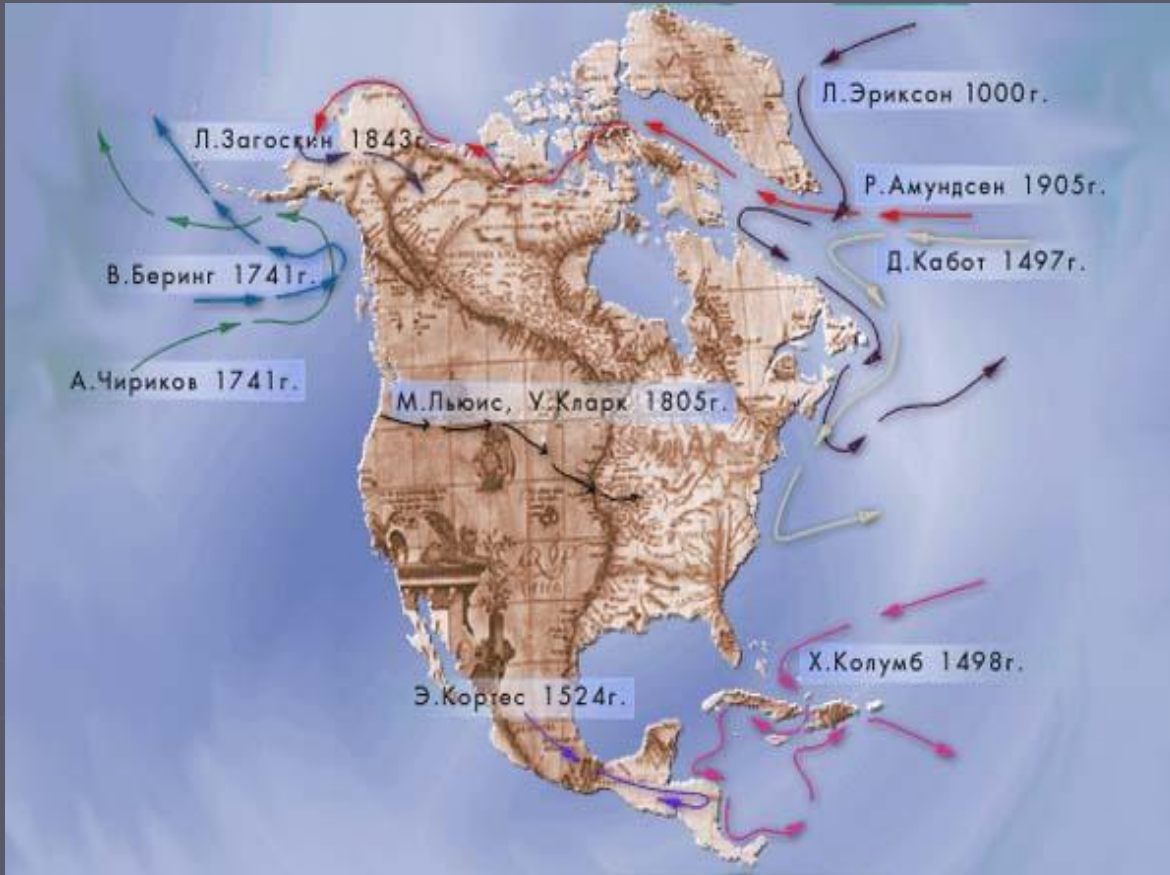 Л.Эриксон 1000г.
Л.Загоскин 1843г.
Р.Амундсен 1905г.
Д.Кабот 1497г.
В.Беринг 1741г.
А.Чириков 1741г.
М.Льюис, У.Кларк 1805г.
Х.Колумб 1498г.
Э.Кортес 1524г.